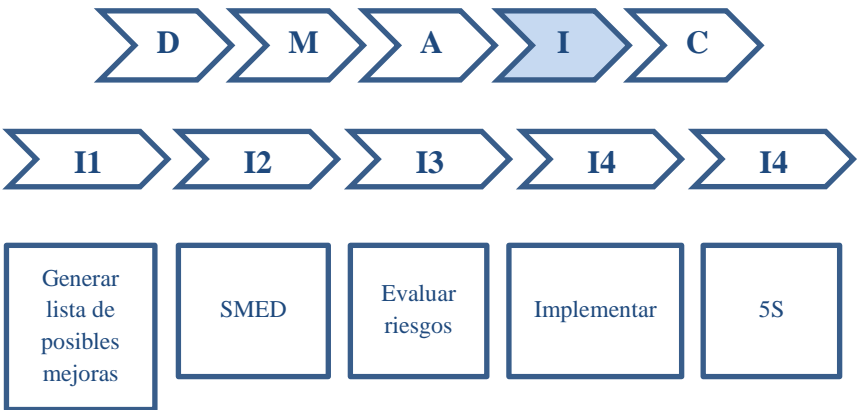 D M A I C
I1 I2 I3 I4 I4
Generar
lista de
posibles
mejoras
SMED
Evaluar
riesgos
Implementar
5S